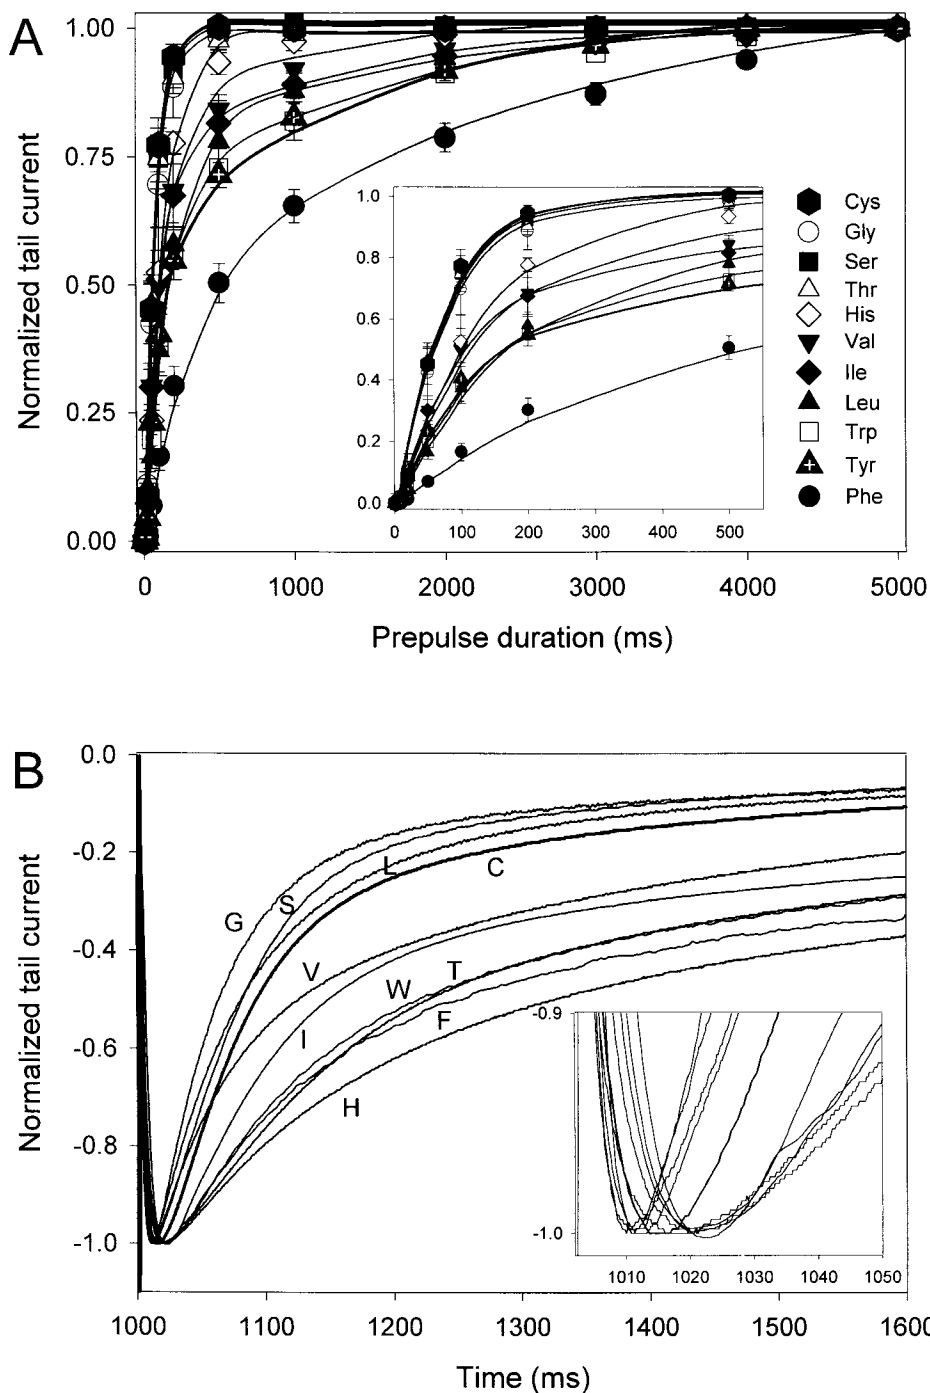 A
1.00
0.75
0.50
0.25
0.00
Normalized tail current
0 1000 2000 3000 4000 5000
Prepulse duration (ms)
1.0
0.8
0.6
0.4
0.2
0.0
0 100 200 300 400 500
Cys
Gly
Ser
Thr
His
Val
Ile
Leu
Trp
Tyr
Phe
B
0.0
-0.2
-0.4
-0.6
-0.8
-1.0
Normalized tail current
G S L C
V W T
I F
H
-0.9
-1.0
1010 1020 1030 1040 1050
1000 1100 1200 1300 1400 1500 1600
Time (ms)